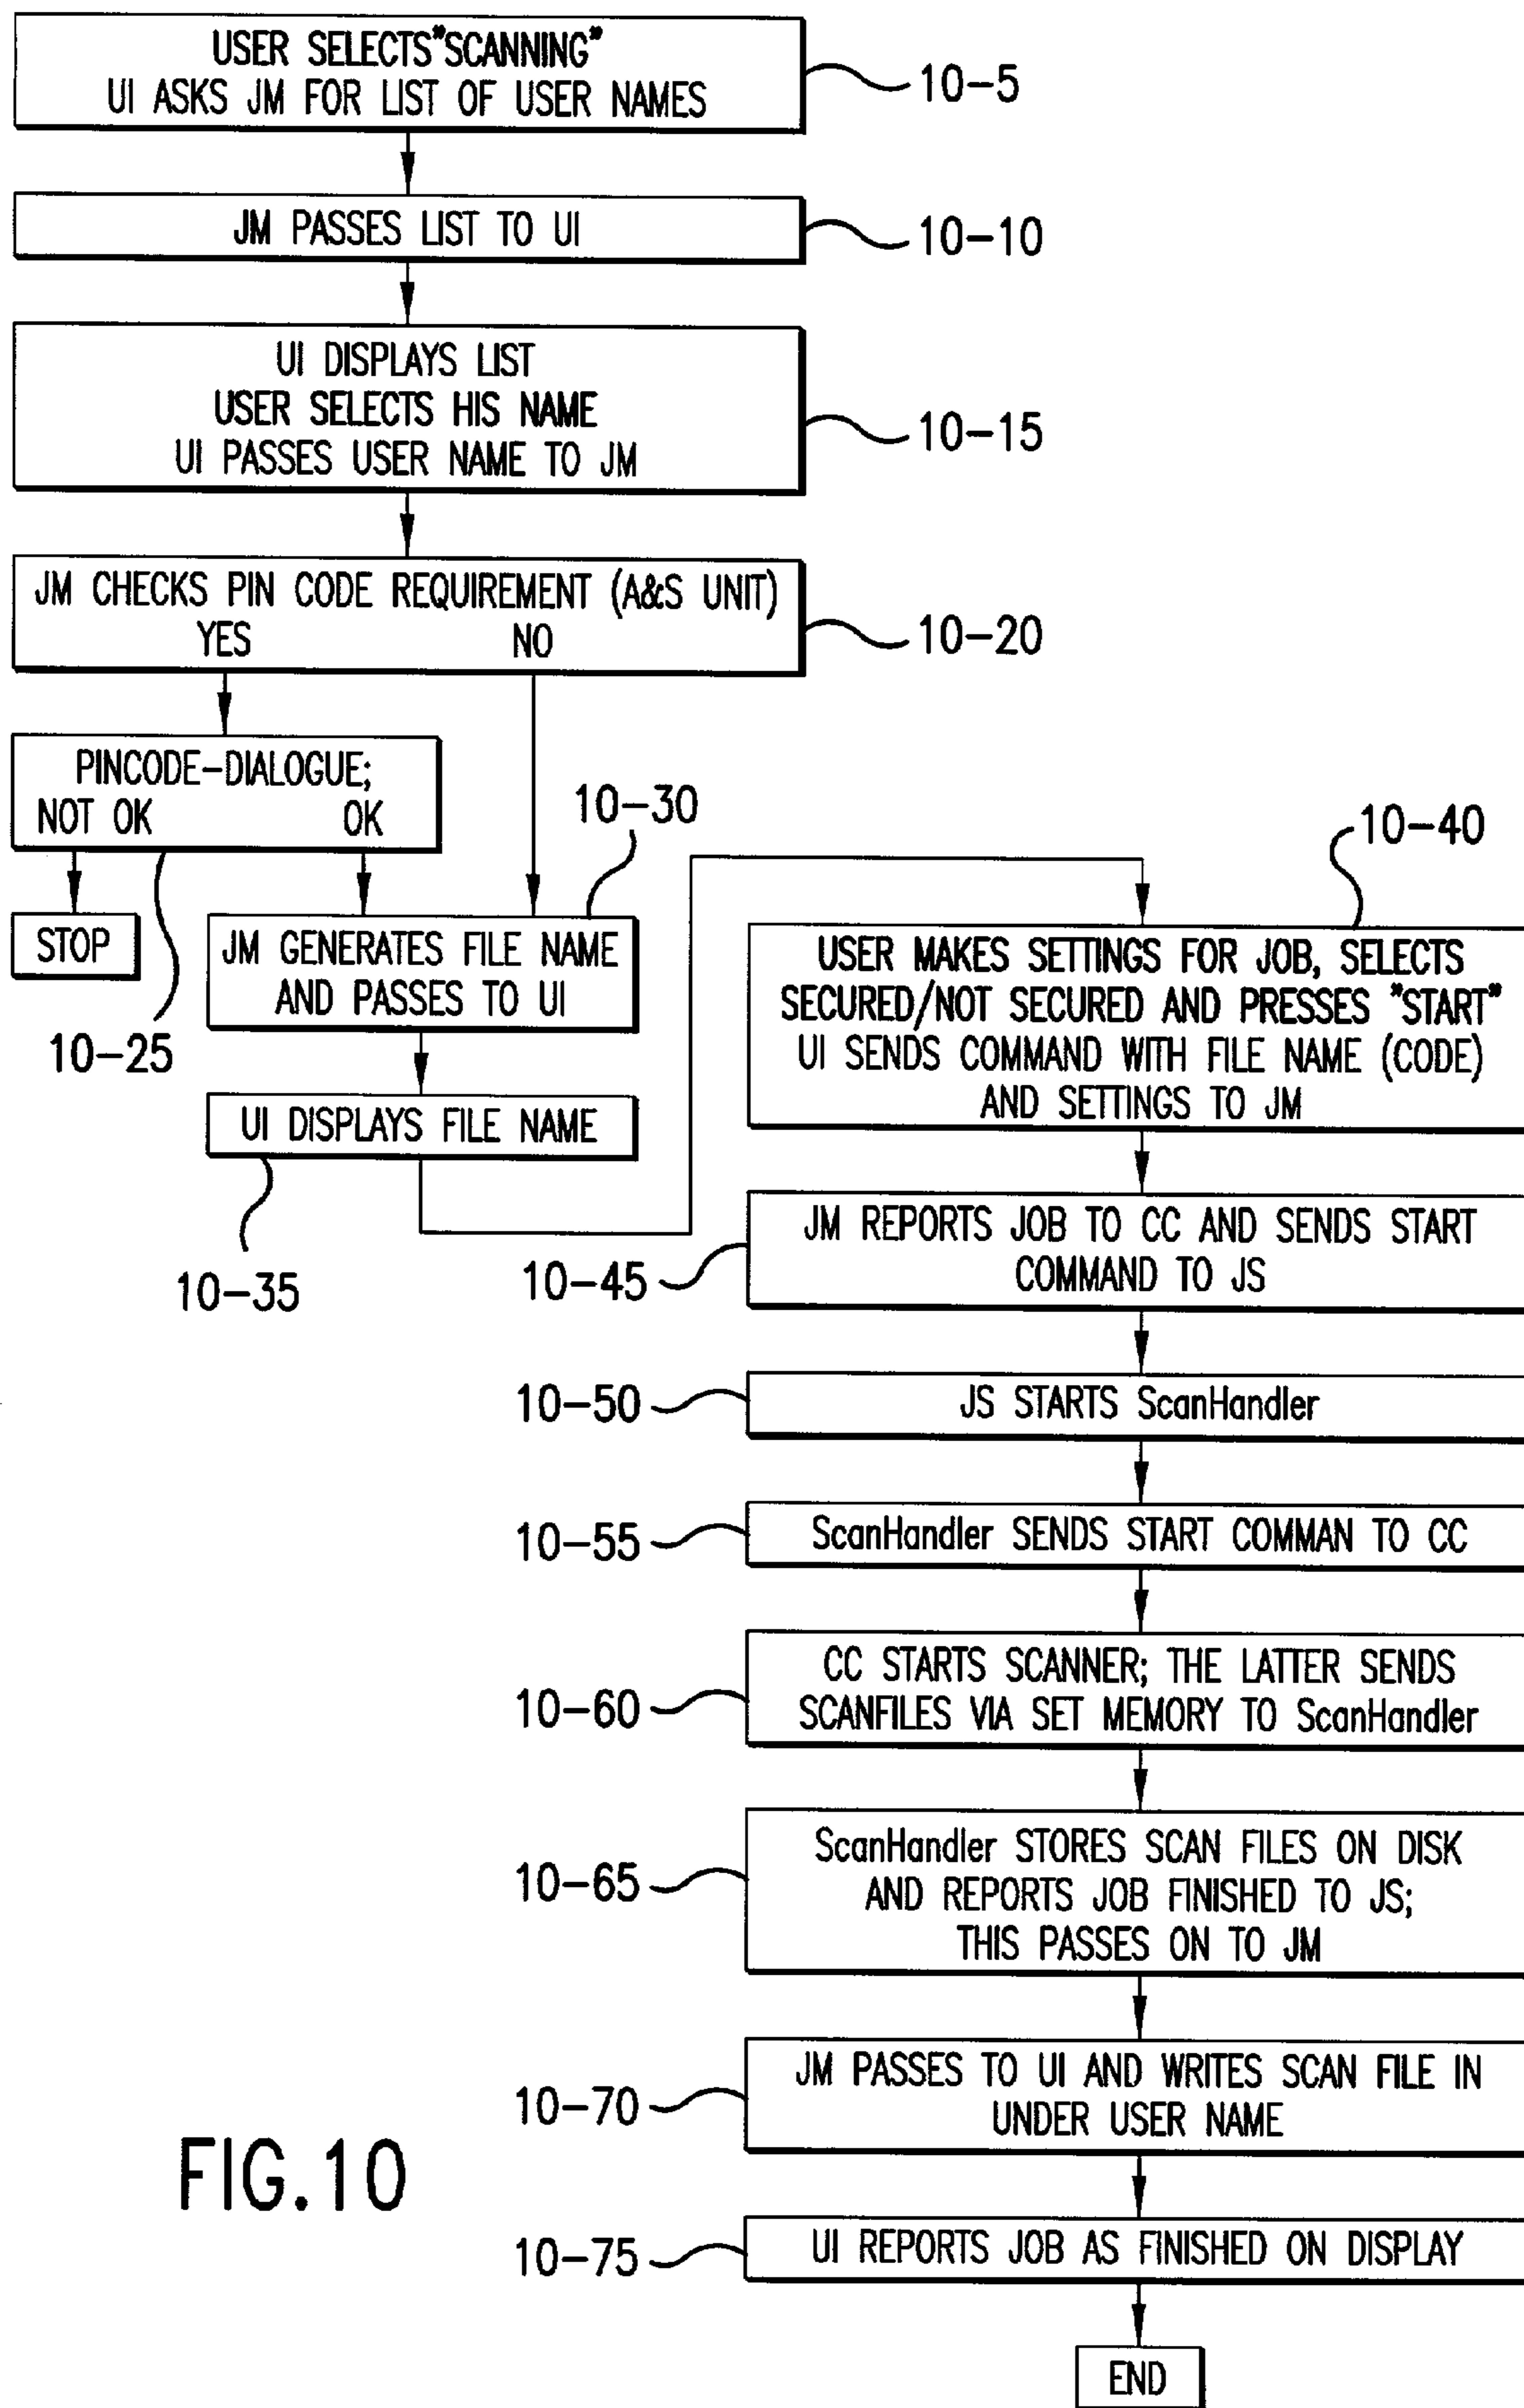 USER SELECTS"SCANNING"
UI ASKS JM FOR LIST OF USER NAMES
10-5
JM PASSES LIST TO UI
10-10
UI DISPLAYS LIST
USER SELECTS HIS NAME
UI PASSES USER NAME TO JM
10-15
JM CHECKS PIN CODE REQUIREMENT (A&S UNIT)
YES NO
10-20
PINCODE-DIALOGUE;
NOT OK OK
10-25
STOP
10-30
JM GENERATES FILE NAME
AND PASSES TO UI
UI DISPLAYS FILE NAME
10-35
10-40
USER MAKES SETTINGS FOR JOB, SELECTS
SECURED/NOT SECURED AND PRESSES "START"
UI SENDS COMMAND WITH FILE NAME (CODE)
AND SETTINGS TO JM
JM REPORTS JOB TO CC AND SENDS START
COMMAND TO JS
10-45
JS STARTS ScanHandler
10-50
ScanHandler SENDS START COMMAN TO CC
10-55
CC STARTS SCANNER; THE LATTER SENDS
SCANFILES VIA SET MEMORY TO ScanHandler
10-60
ScanHandler STORES SCAN FILES ON DISK
AND REPORTS JOB FINISHED TO JS;
THIS PASSES ON TO JM
10-65
JM PASSES TO UI AND WRITES SCAN FILE IN
UNDER USER NAME
10-70
UI REPORTS JOB AS FINISHED ON DISPLAY
10-75
END
FIG.10